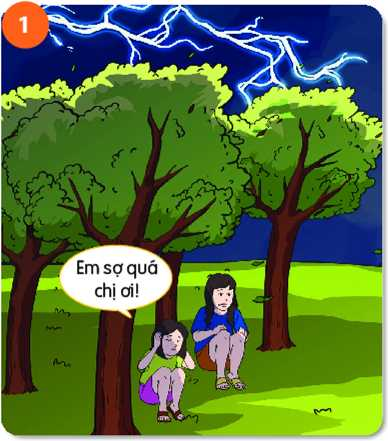 1
Em sợ quá
chị ơi!